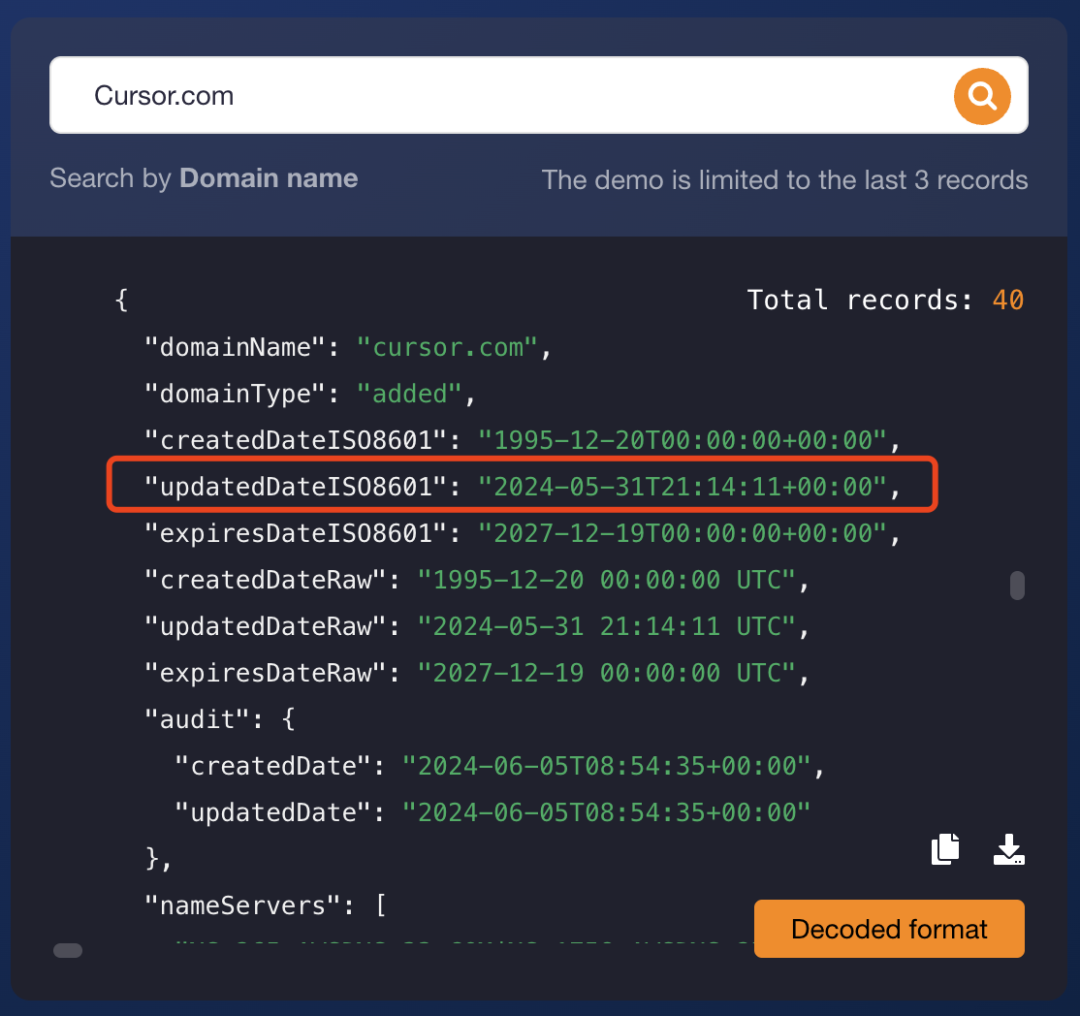 Cursor.com
Search by Domain name
The demo is limited to the last 3 records
{
Total records: 40
"domainName": "cursor.com",
"domainType": "added",
"createdDateISO8601": "1995-12-20T00:00:00+00:00",
"updatedDateISO8601": "2024-05-31T21:14:11+00:00",
"expiresDateISO8601": "2027-12-19T00:00:00+00:00",
"createdDateRaw": "1995-12-20 00:00:00 UTC",
"updatedDateRaw": "2024-05-31 21:14:11 UTC",
"expiresDateRaw": "2027-12-19 00:00:00 UTC",
"audit": {
"createdDate": "2024-06-05T08:54:35+00:00",
"updatedDate": "2024-06-05T08:54:35+00:00"
},
"nameServers": [
Decoded format